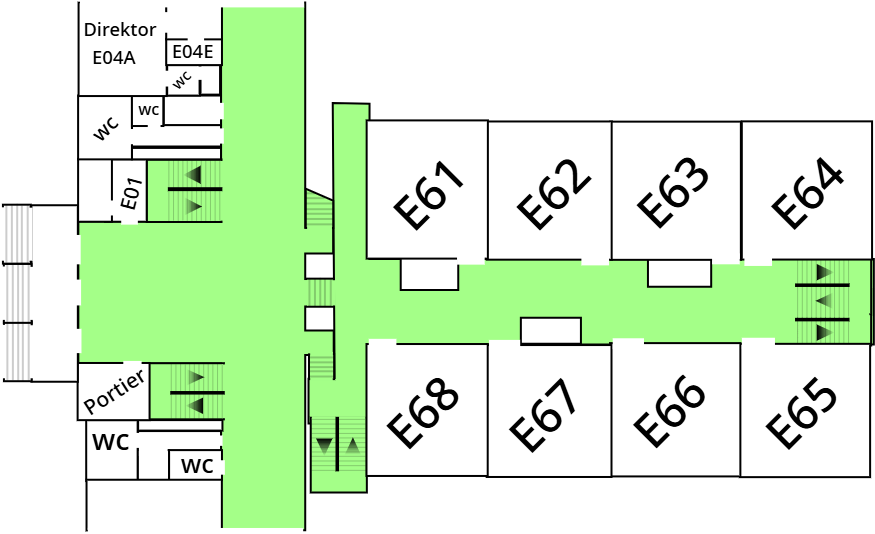 Direktor
E04A
E04E
wc
wc
WC
E01
E61
E62
E63
E64
Portier
WC
WC
E68
E67
E66
E65